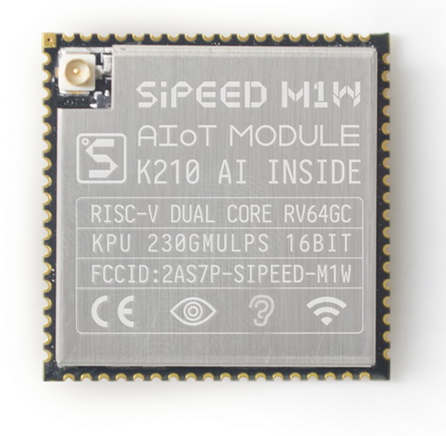 SiPEED M1W
AIoT MODULE
S
K210 AI INSIDE
RISC-V DUAL CORE RV64GC
KPU 230GMULPS 16BIT
FCCID:2AS7P-SIPEED-M1W
CE